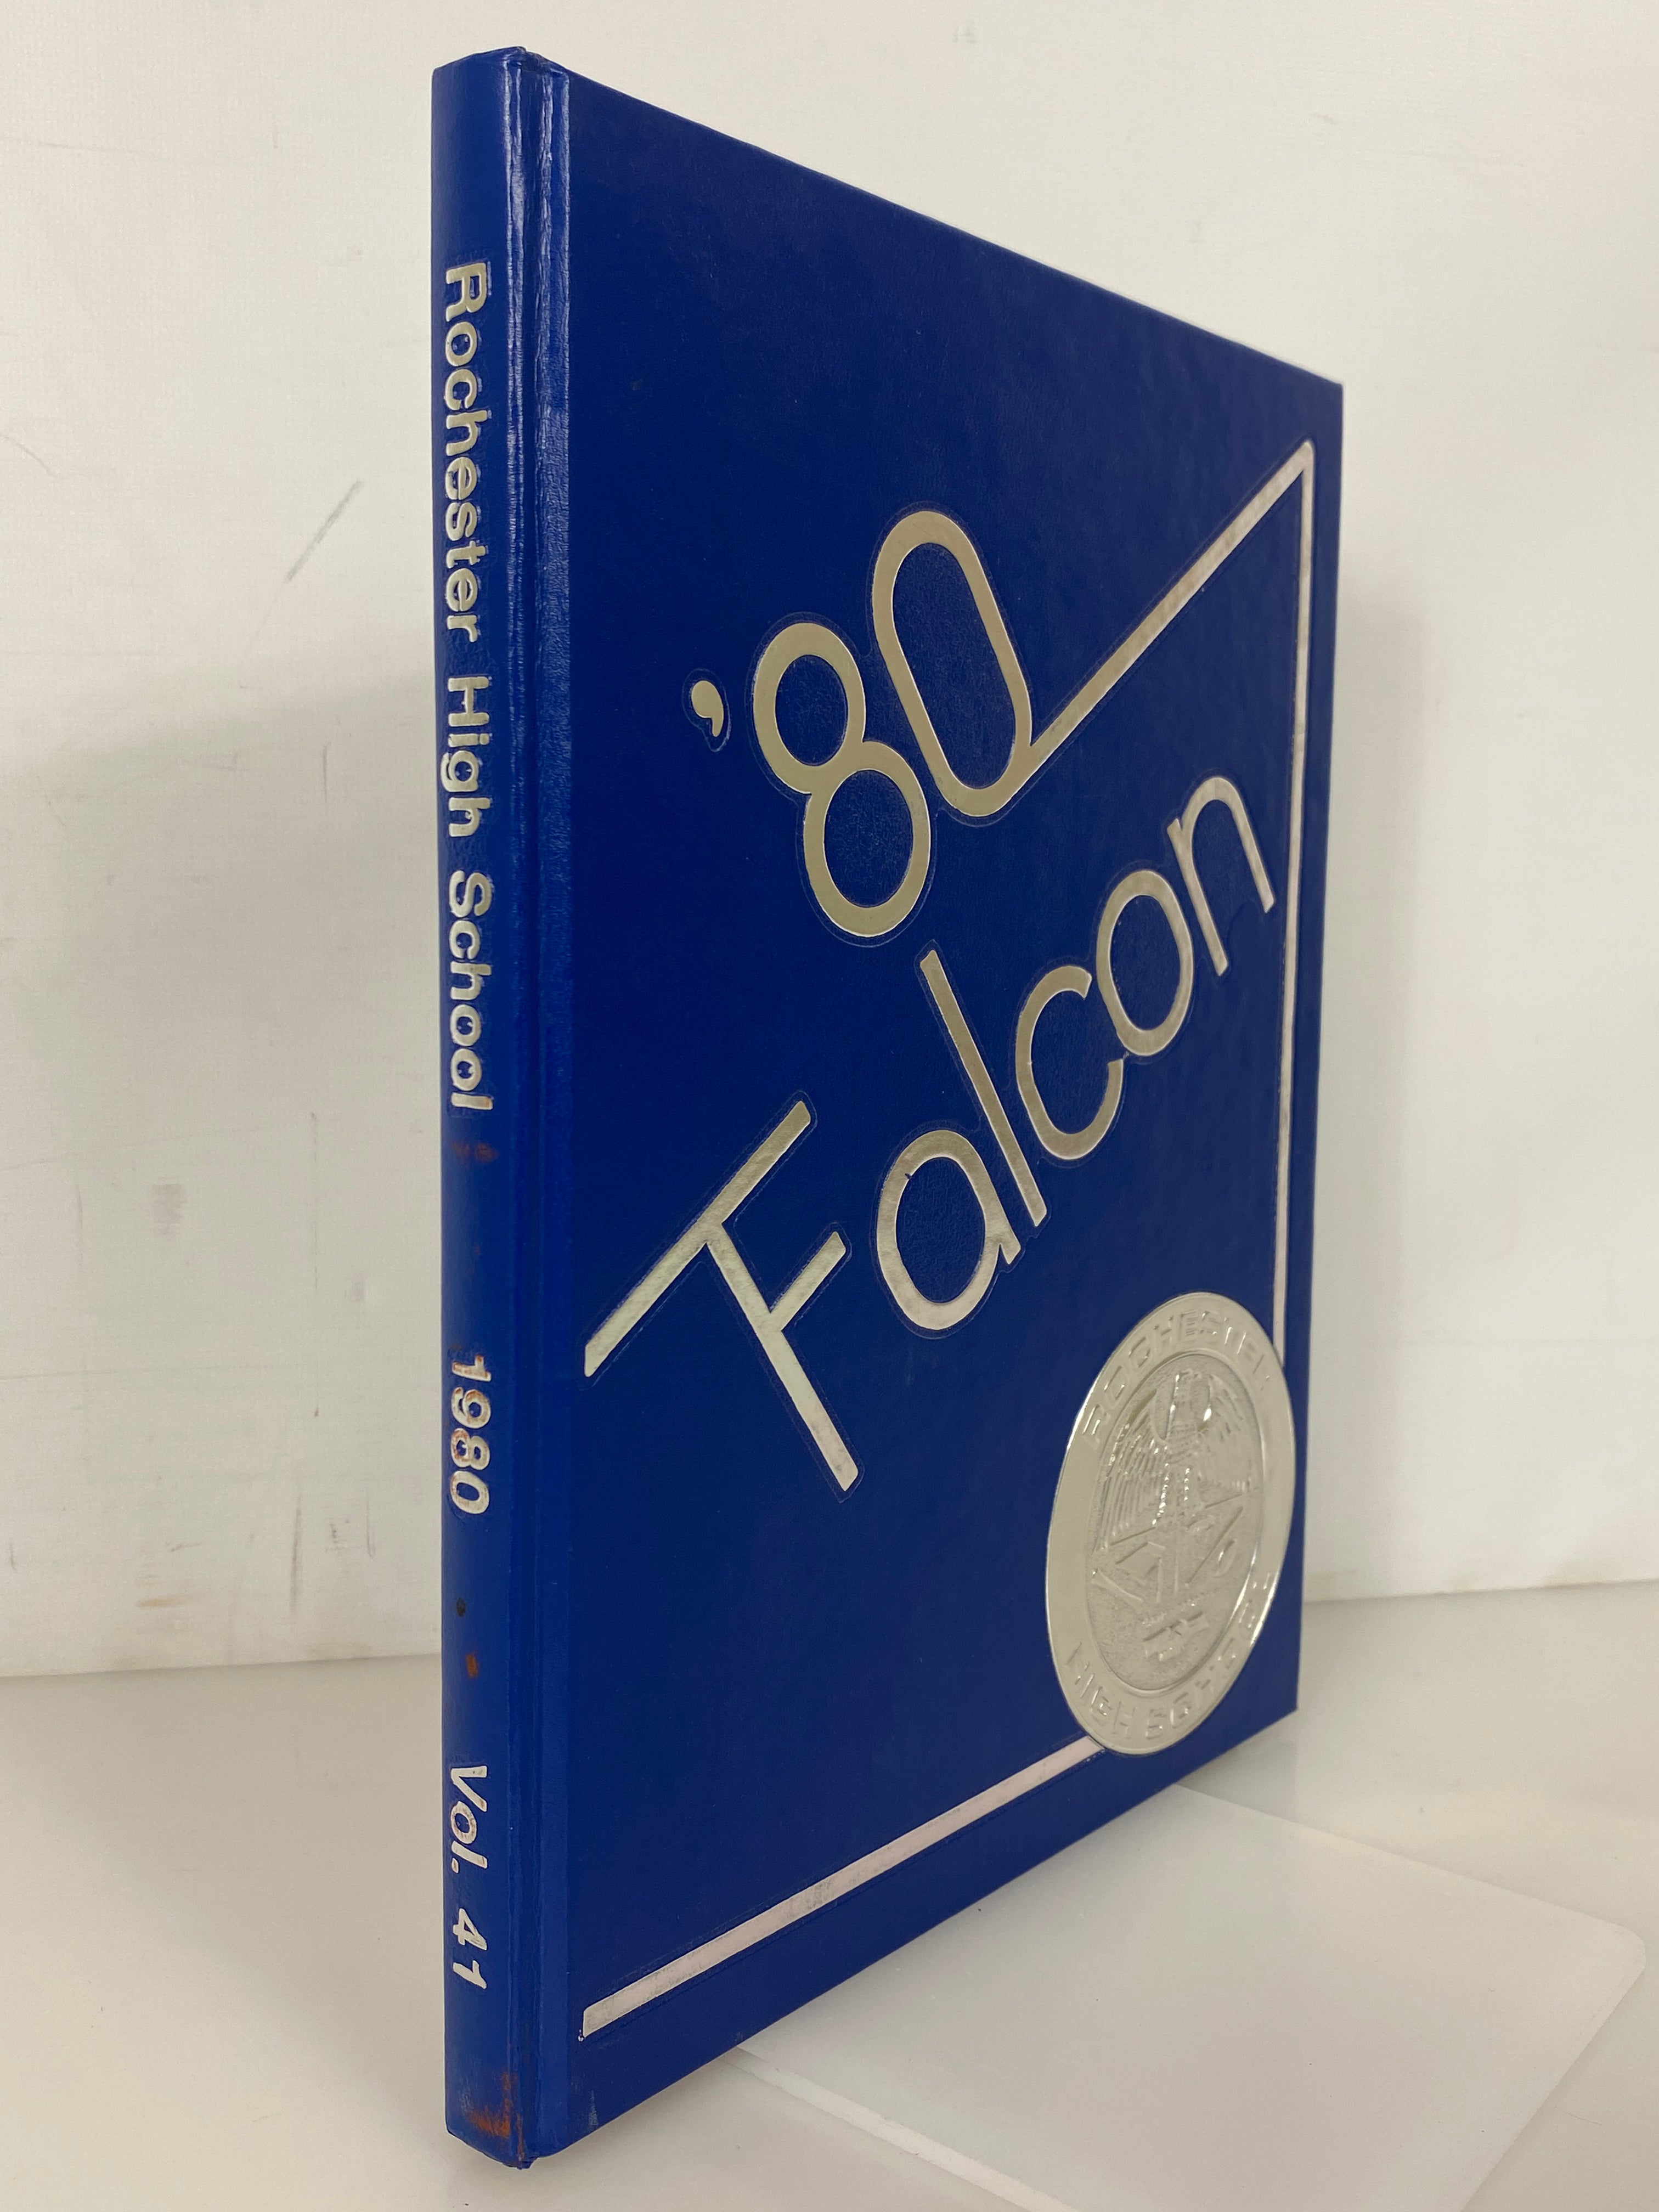 Rochester High School 1980 Vol. 41
'80
Falcon
ROCHESTER
HIGH SCHOOL